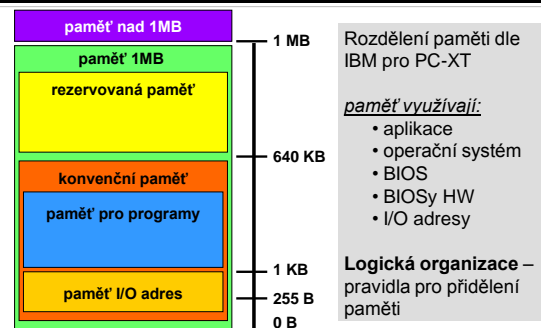 paměť nad 1MB
paměť 1MB
rezervovaná paměť
konvenční paměť
paměť pro programy
paměť I/O adres
1 MB
640 KB
1 KB
255 B
0 B
Rozdělení paměti dle
IBM pro PC-XT
paměť využívají:
• aplikace
• operační systém
• BIOS
• BIOSy HW
• I/O adresy
Logická organizace –
pravidla pro přidělení
paměti